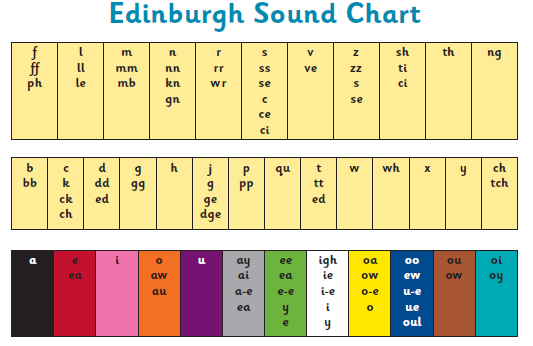 Edinburgh Sound Chart
f l m n r s v z sh th ng
ff ll mm nn rr ss ve zz ti
ph le mb kn wr se s ci
gn c se
ce
ci
b c d g h j p qu t w wh x y ch
bb k dd gg g pp tt tch
ck ed ge ed
ch dge
a e i o u ay ee igh oa oo ou oi
ea aw ai ea ie ow ew ow oy
au a-e e-e i-e o-e u-e
ea y i o ue
e y oul